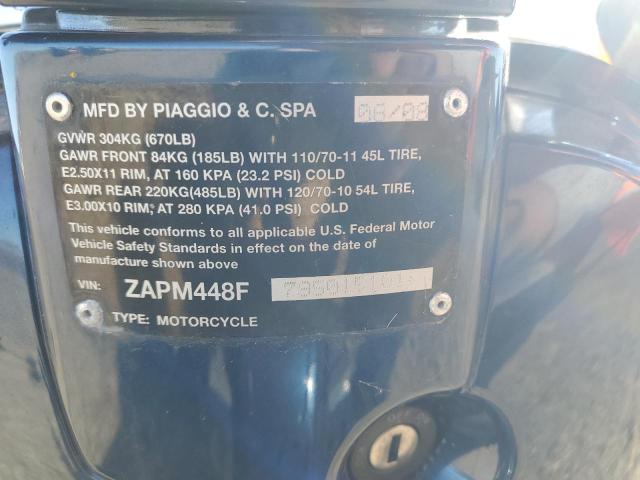 MFD BY PIAGGIO & C. SPA 08/08
GVWR 304KG (670LB)
GAWR FRONT 84KG (185LB) WITH 110/70-11 45L TIRE,
E2.50X11 RIM, AT 160 KPA (23.2 PSI) COLD
GAWR REAR 220KG(485LB) WITH 120/70-10 54L TIRE,
E3.00X10 RIM, AT 280 KPA (41.0 PSI) COLD
This vehicle conforms to all applicable U.S. Federal Motor
Vehicle Safety Standards in effect on the date of
manufacture shown above
VIN: ZAPM448F
TYPE: MOTORCYCLE